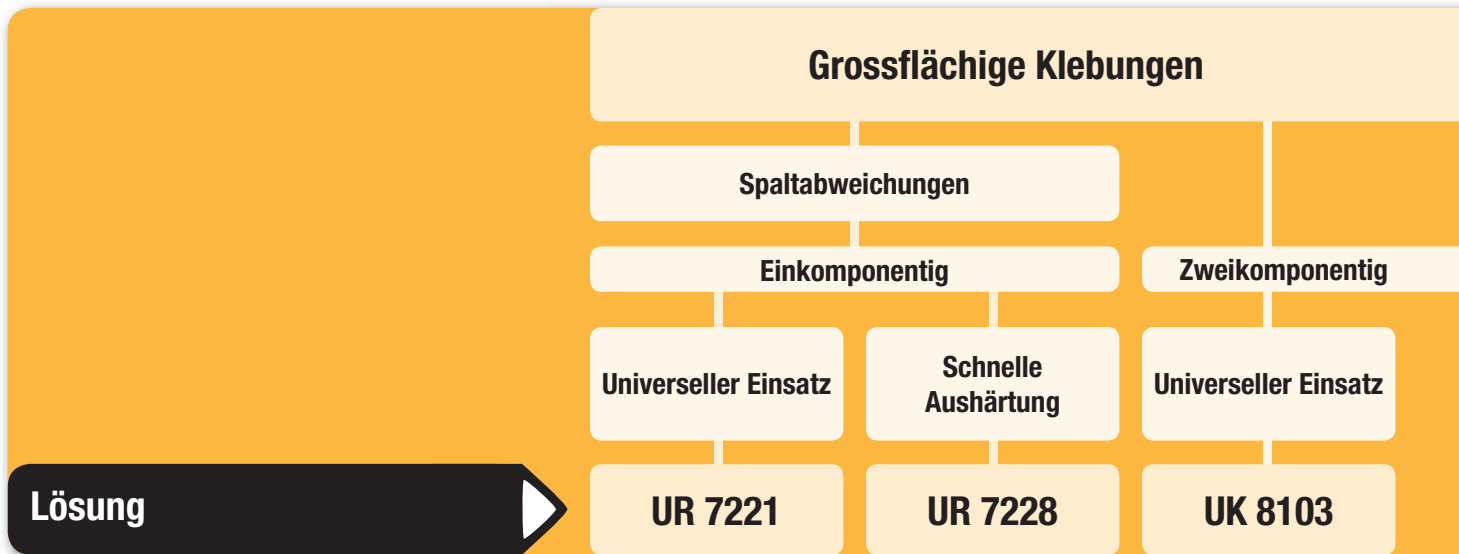 Grossflächige Klebungen
Spaltabweichungen
Einkomponentig
Zweikomponentig
Universeller Einsatz
Schnelle
Aushärtung
Universeller Einsatz
Lösung
UR 7221
UR 7228
UK 8103